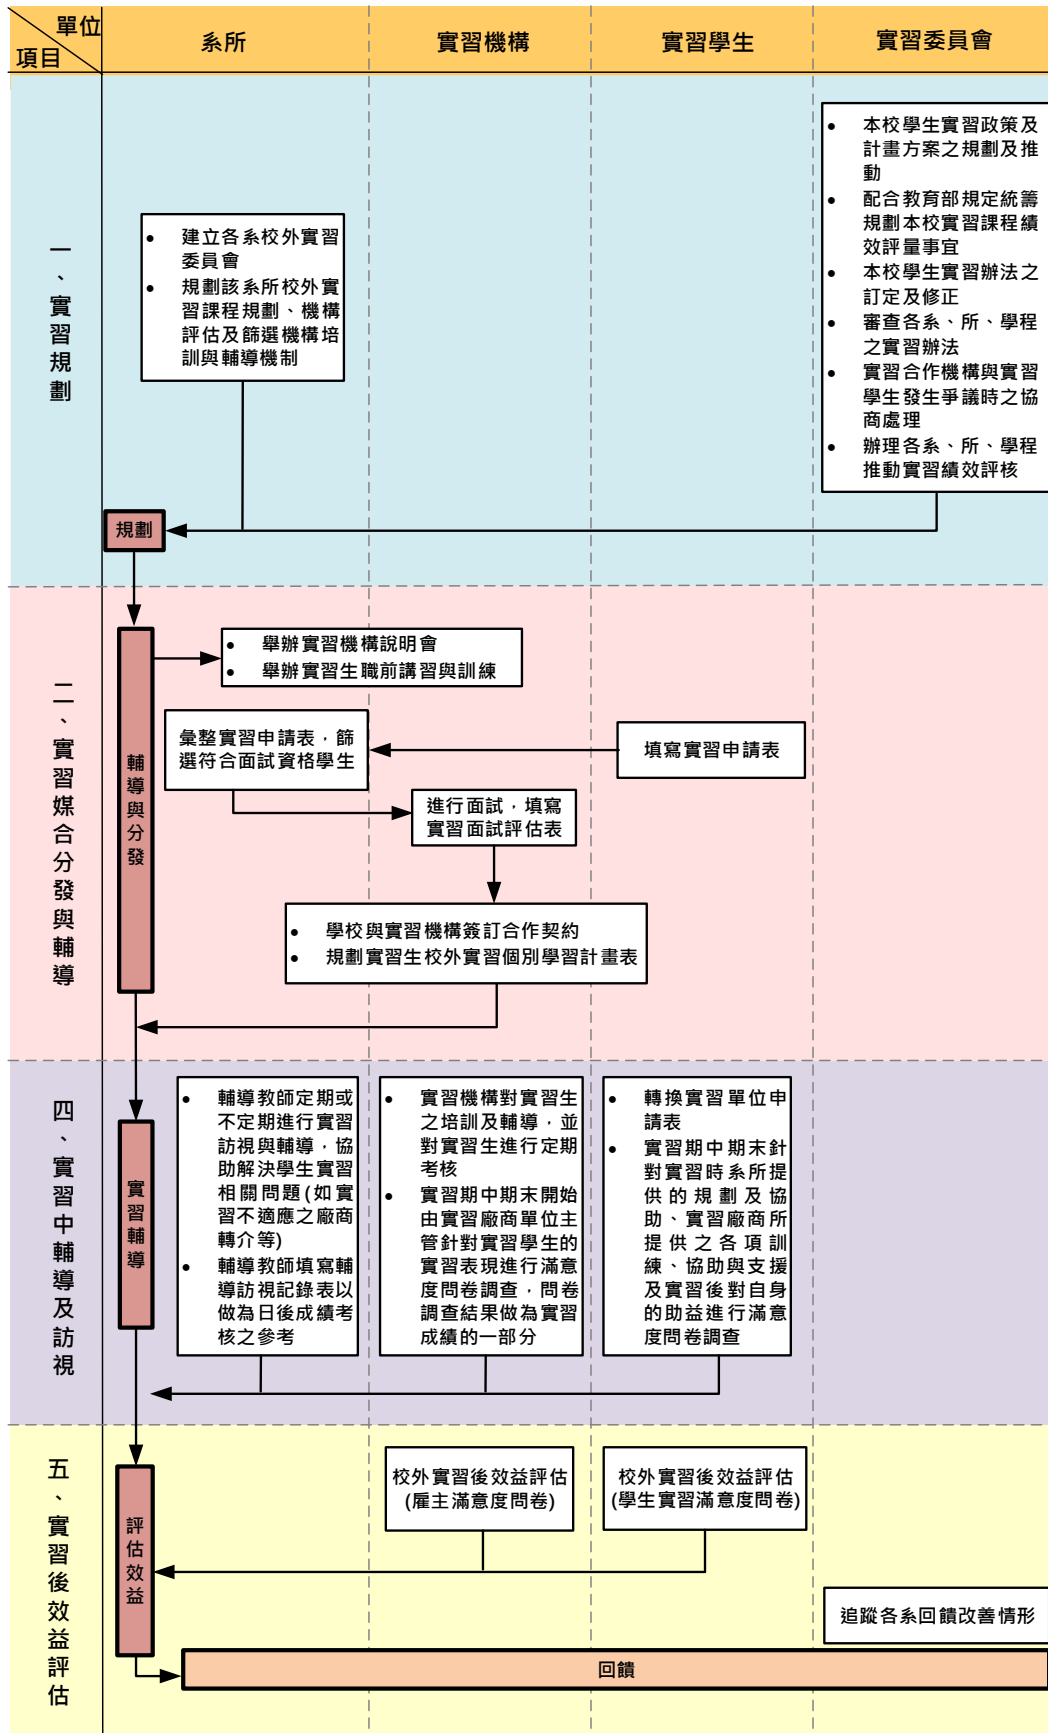 單位
項目
系所
實習機構
實習學生
實習委員會
一、實習規劃
• 建立各系校外實習
委員會
• 規劃該系所校外實
習課程規劃、機構
評估及篩選機構培
訓與輔導機制
• 本校學生實習政策及
計畫方案之規劃及推
動
• 配合教育部規定統籌
規劃本校實習課程績
效評量事宜
• 本校學生實習辦法之
訂定及修正
• 審查各系、所、學程
之實習辦法
• 實習合作機構與實習
學生發生爭議時之協
商處理
• 辦理各系、所、學程
推動實習績效評核
規劃
二、實習媒合分發與輔導
輔導與分發
• 舉辦實習機構說明會
• 舉辦實習生職前講習與訓練
彙整實習申請表，篩
選符合面試資格學生
填寫實習申請表
進行面試，填寫
實習面試評估表
• 學校與實習機構簽訂合作契約
• 規劃實習生校外實習個別學習計畫表
四、實習中輔導及訪視
實習輔導
• 輔導教師定期或
不定期進行實習
訪視與輔導，協
助解決學生實習
相關問題(如實
習不適應之廠商
轉介等)
• 輔導教師填寫輔
導訪視記錄表以
做為日後成績考
核之參考
• 實習機構對實習生
之培訓及輔導，並
對實習生進行定期
考核
• 實習期中期末開始
由實習廠商單位主
管針對實習學生的
實習表現進行滿意
度問卷調查，問卷
調查結果做為實習
成績的一部分
• 轉換實習單位申
請表
• 實習期中期末針
對實習時系所提
供的規劃及協
助、實習廠商所
提供之各項訓
練、協助與支援
及實習後對自身
的助益進行滿意
度問卷調查
五、實習後效益評估
評估效益
校外實習後效益評估
(雇主滿意度問卷)
校外實習後效益評估
(學生實習滿意度問卷)
追蹤各系回饋改善情形
回饋